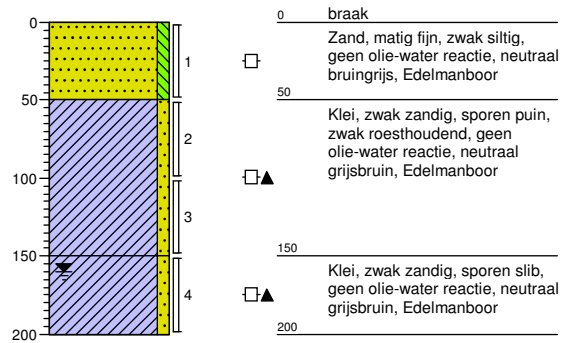 0
50
100
150
200
1
2
3
4
0
braak
Zand, matig fijn, zwak siltig,
geen olie-water reactie, neutraal
bruingrijs, Edelmanboor
50
Klei, zwak zandig, sporen puin,
zwak roesthoudend, geen
olie-water reactie, neutraal
grijsbruin, Edelmanboor
150
Klei, zwak zandig, sporen slib,
geen olie-water reactie, neutraal
grijsbruin, Edelmanboor
200